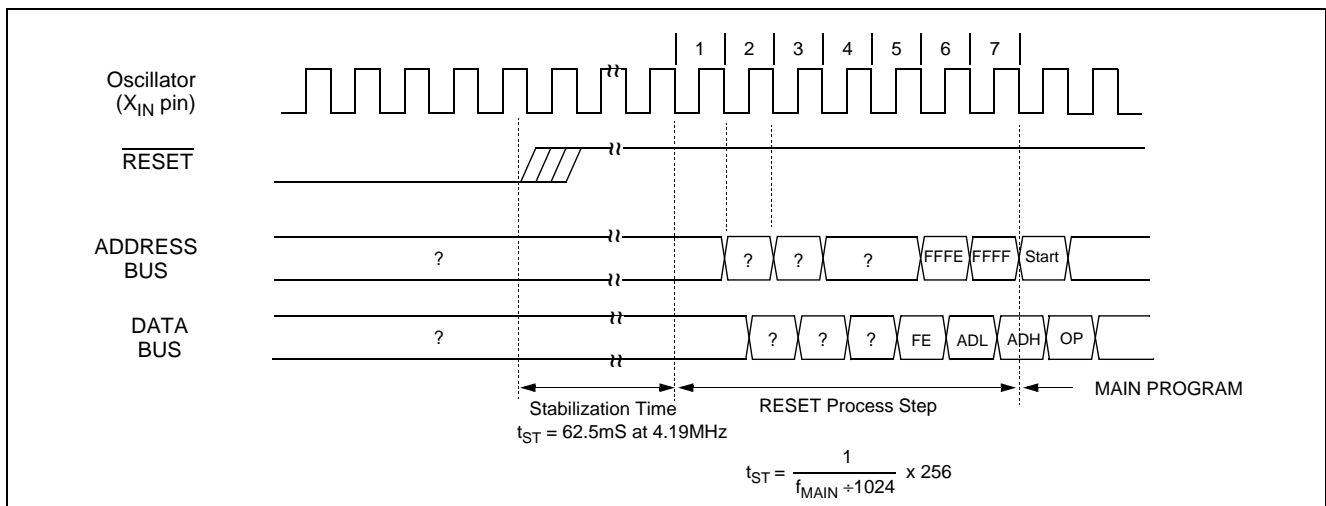 1 2 3 4 5 6 7
Oscillator
(XIN pin)
RESET
ADDRESS
BUS
? ? ? ? FFFE FFFF Start
DATA
BUS
? ? ? ? FE ADL ADH OP
MAIN PROGRAM
Stabilization Time
RESET Process Step
tST = 62.5mS at 4.19MHz
tST = 1 x 256
fMAIN ÷1024